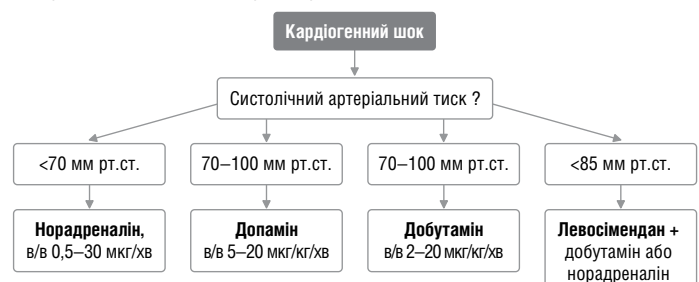 Кардіогенний шок
Систолічний артеріальний тиск ?
<70 мм рт.ст.
70–100 мм рт.ст.
70–100 мм рт.ст.
<85 мм рт.ст.
Норадреналін,
в/в 0,5–30 мкг/хв
Допамін
в/в 5–20 мкг/кг/хв
Добутамін
в/в 2–20 мкг/кг/хв
Левосімендан +
добутамін або
норадреналін